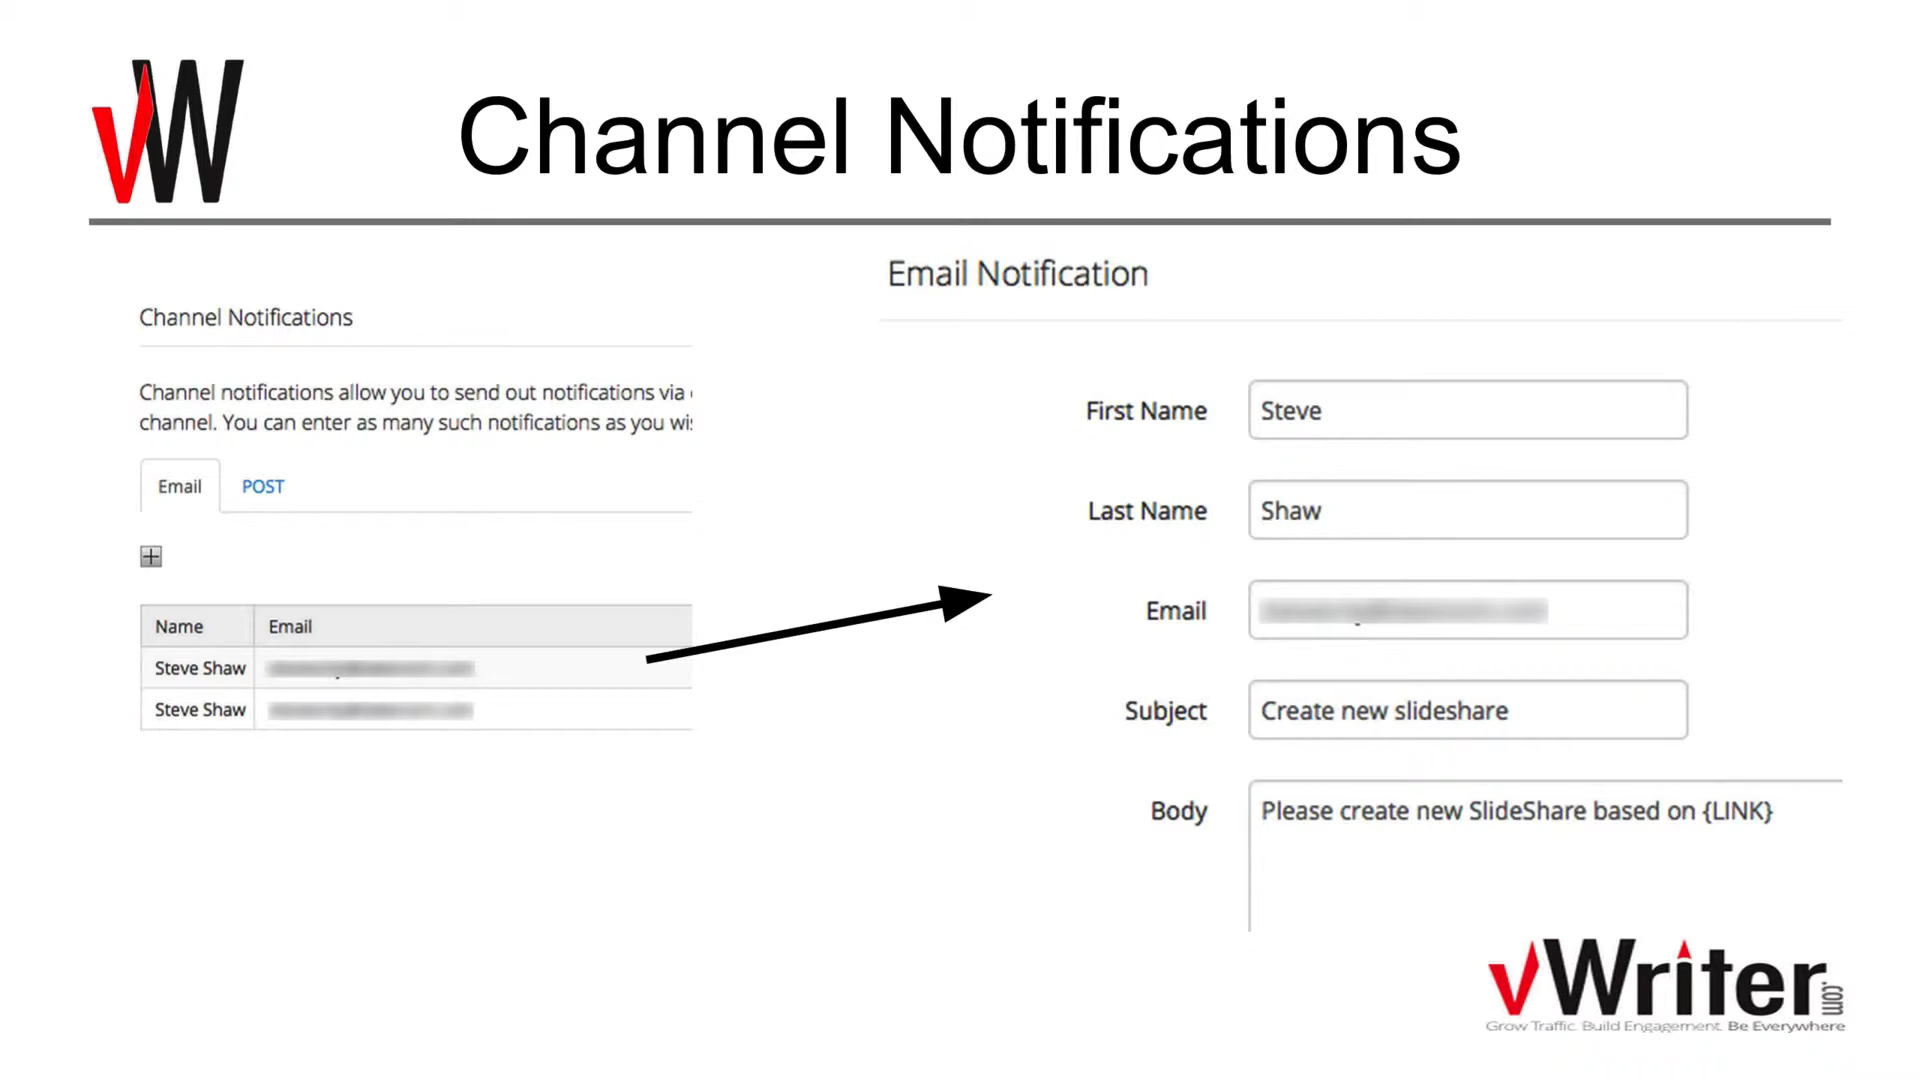 vW
Channel Notifications
Channel Notifications
Channel notifications allow you to send out notifications via
channel. You can enter as many such notifications as you
Email POST
Name Email
Steve Shaw
Steve Shaw
Email Notification
First Name Steve
Last Name Shaw
Email
Subject Create new slideshare
Body Please create new SlideShare based on {LINK}
vWriter.com
Grow Traffic. Build Engagement. Be Everywhere